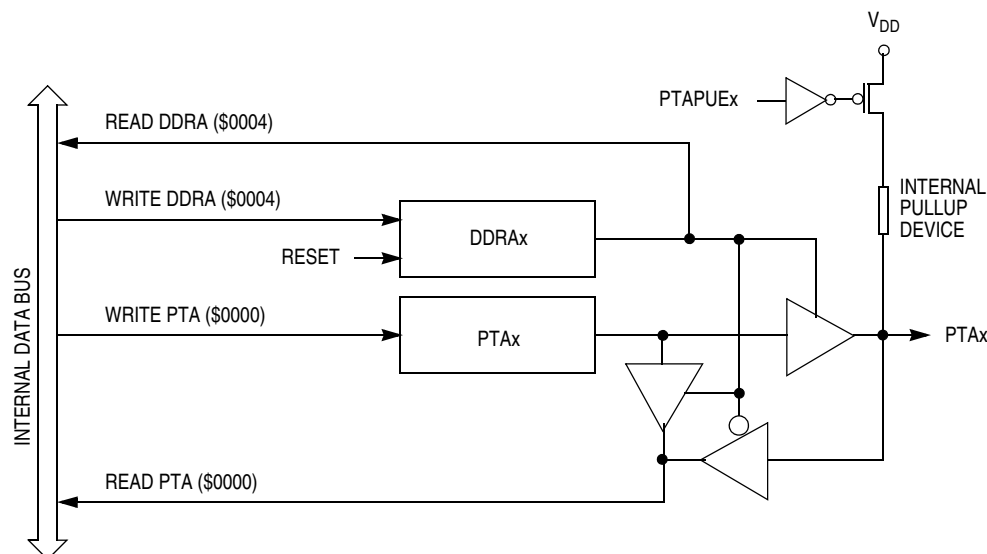 VDD
PTAPUEx
READ DDRA ($0004)
WRITE DDRA ($0004)
INTERNAL
PULLUP
DEVICE
DDRAx
RESET
INTERNAL DATA BUS
WRITE PTA ($0000)
PTAx
PTAx
READ PTA ($0000)